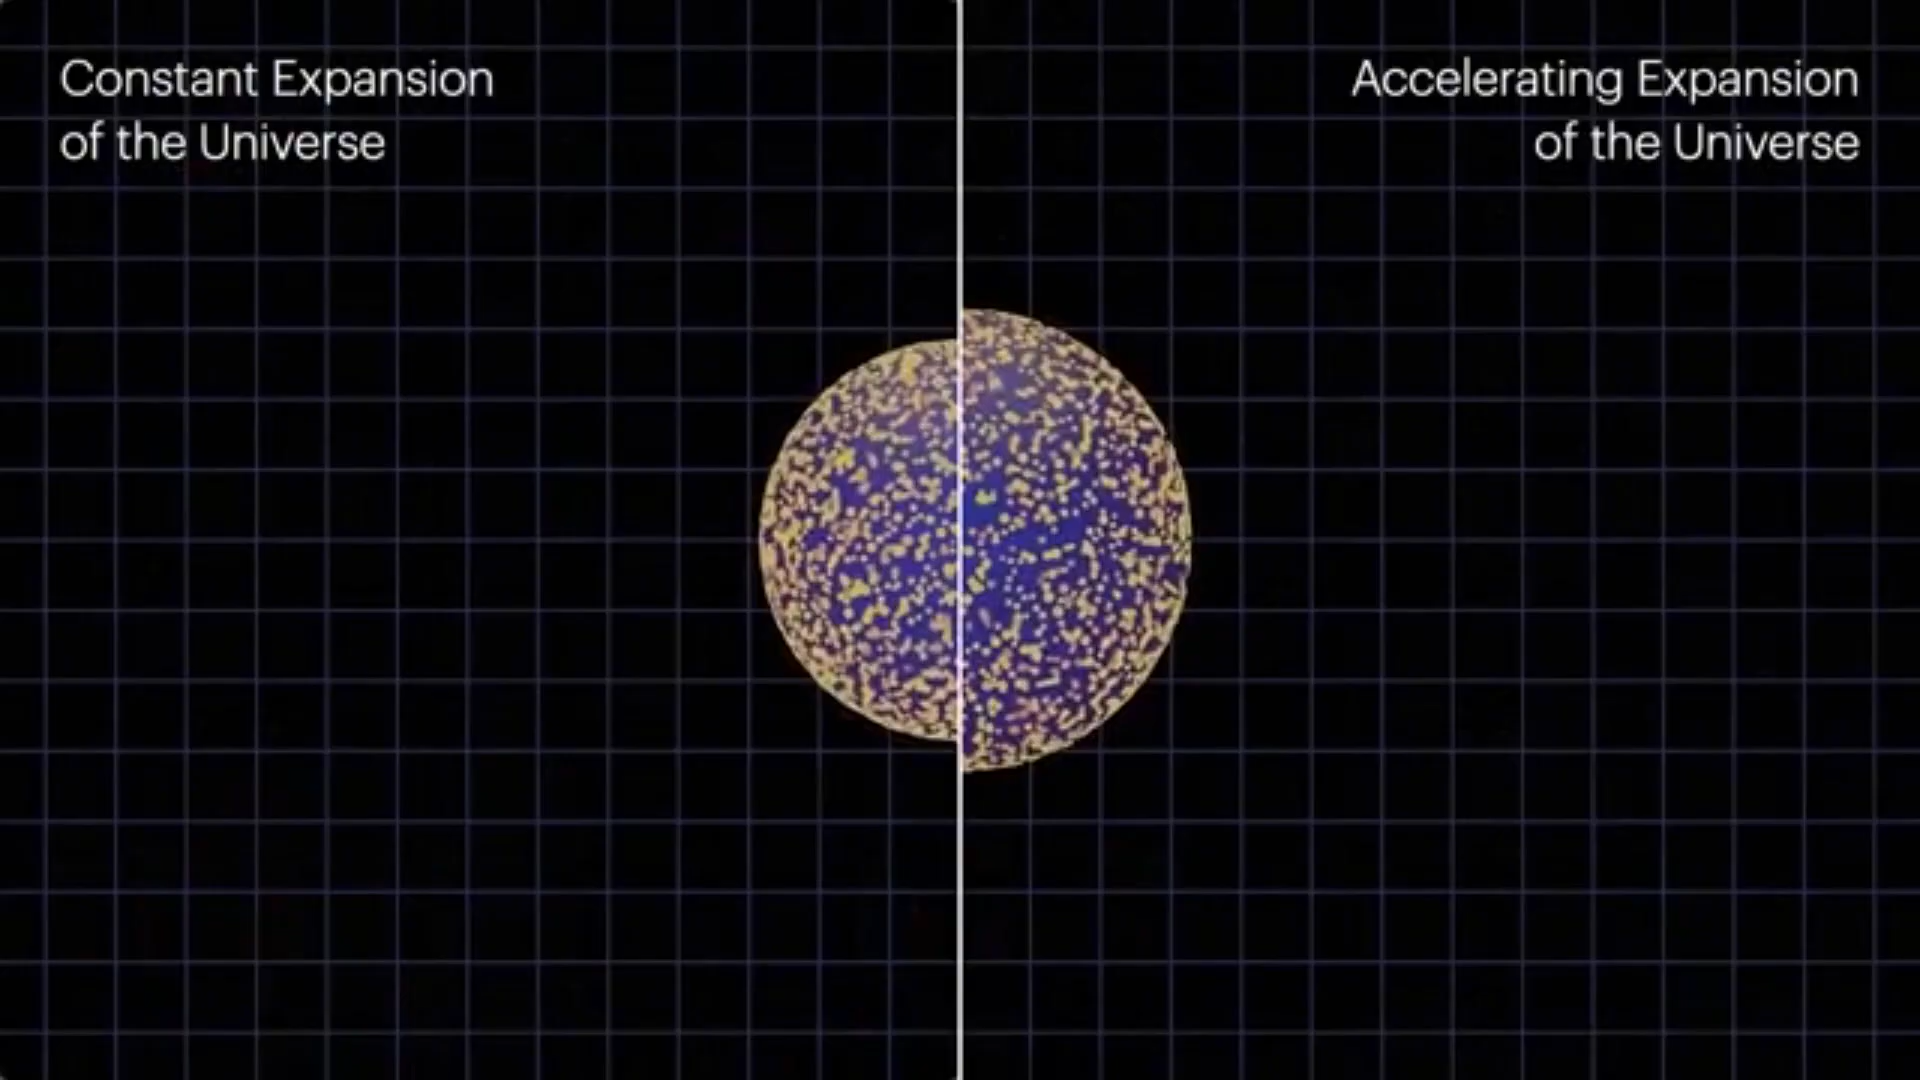 Constant Expansion
of the Universe
Accelerating Expansion
of the Universe